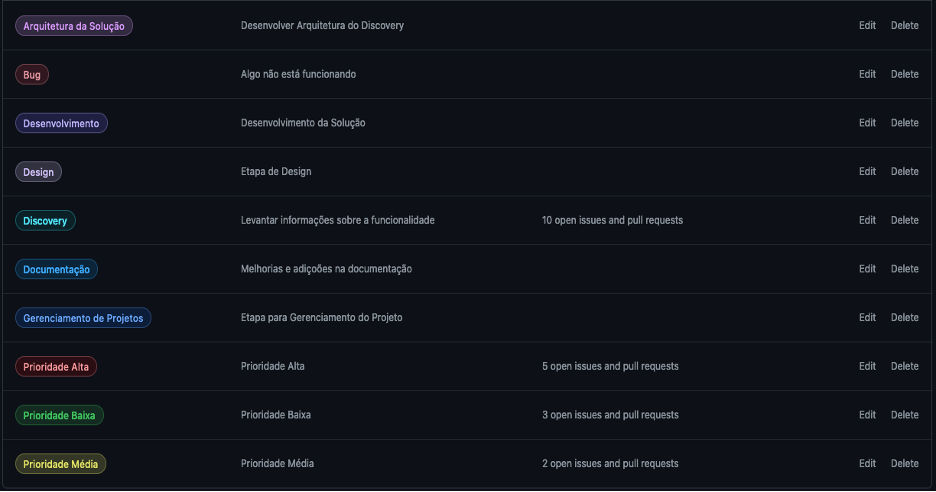 Arquitetura da Solução Desenvolver Arquitetura do Discovery Edit Delete
Bug Algo não está funcionando Edit Delete
Desenvolvimento Desenvolvimento da Solução Edit Delete
Design Etapa de Design Edit Delete
Discovery Levantar informações sobre a funcionalidade 10 open issues and pull requests Edit Delete
Documentação Melhorias e adições na documentação Edit Delete
Gerenciamento de Projetos Etapa para Gerenciamento do Projeto Edit Delete
Prioridade Alta Prioridade Alta 5 open issues and pull requests Edit Delete
Prioridade Baixa Prioridade Baixa 3 open issues and pull requests Edit Delete
Prioridade Média Prioridade Média 2 open issues and pull requests Edit Delete